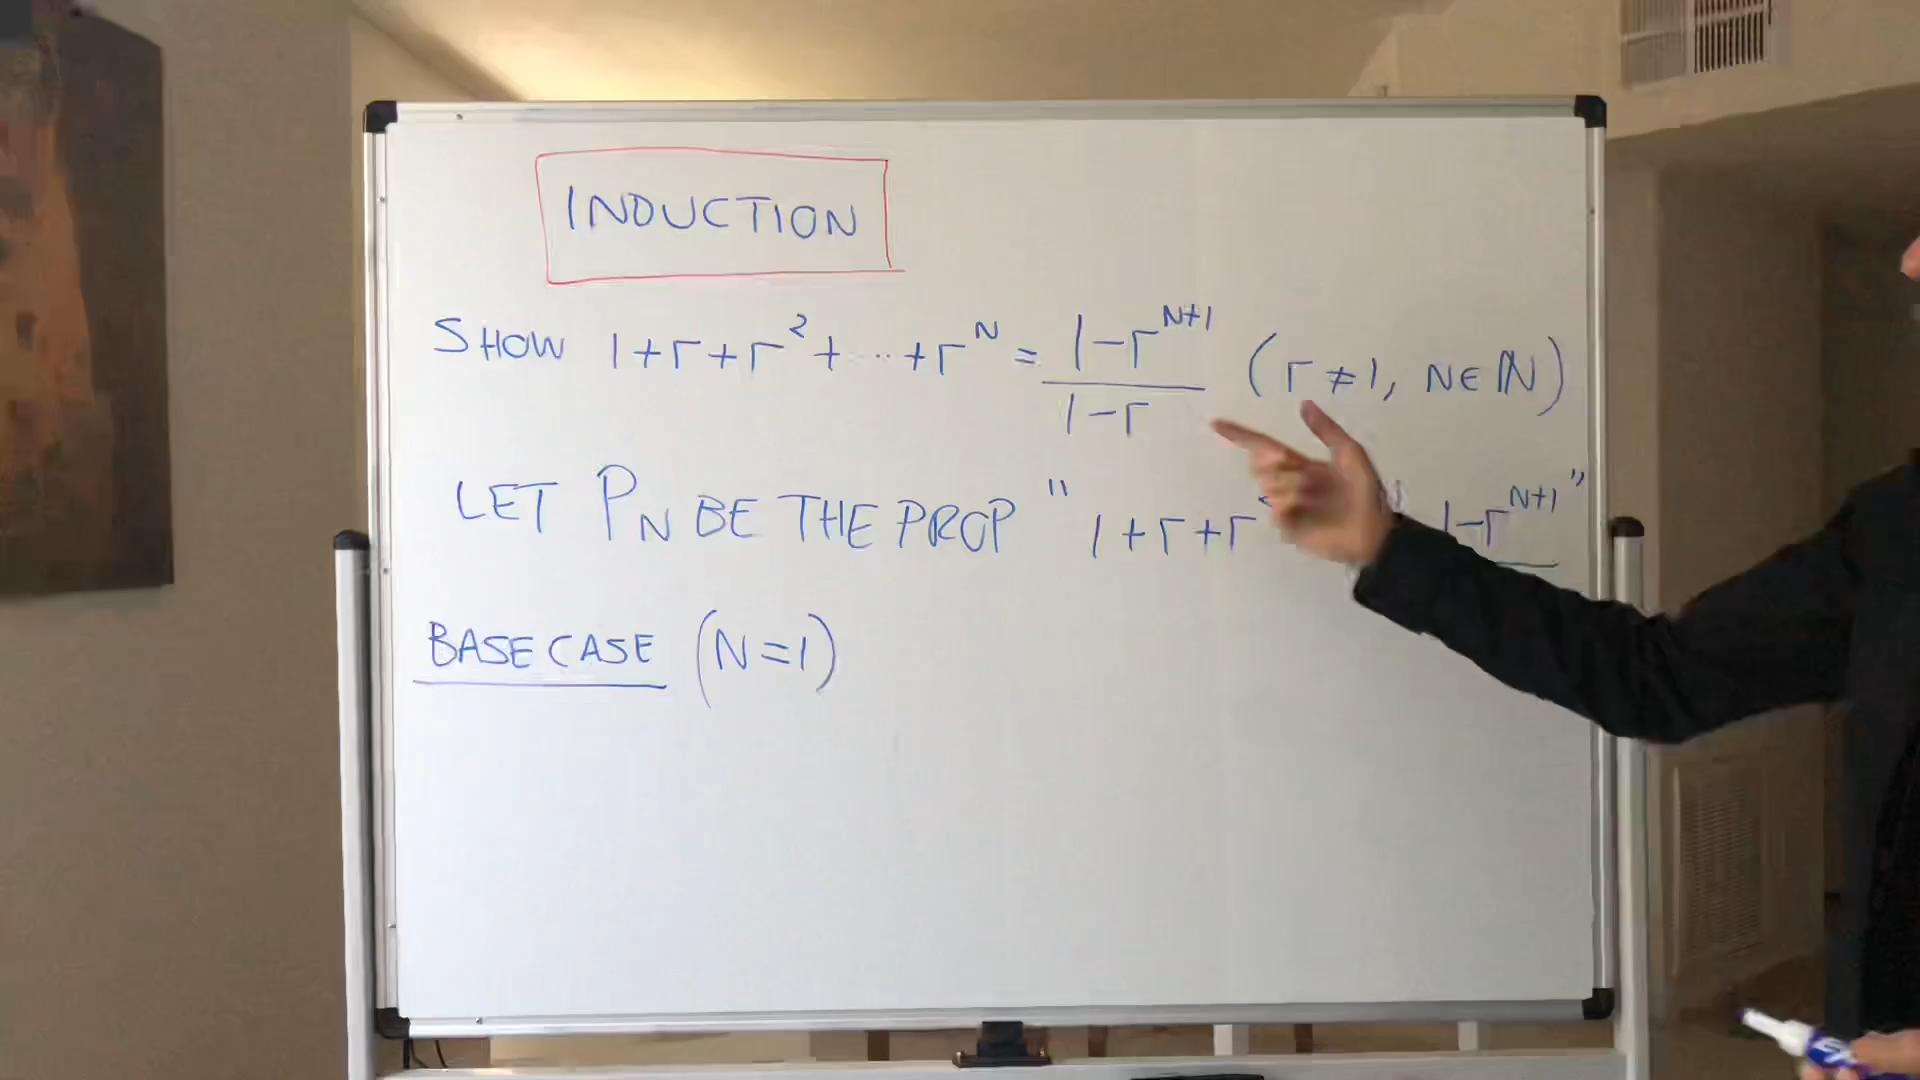 INDUCTION
SHOW 1+r+r²+...+r^N = (1-r^(N+1))/(1-r) (r≠1, N∈ℕ)
LET P_N BE THE PROP "1+r+r 1-r^(N+1)"
BASE CASE (N=1)